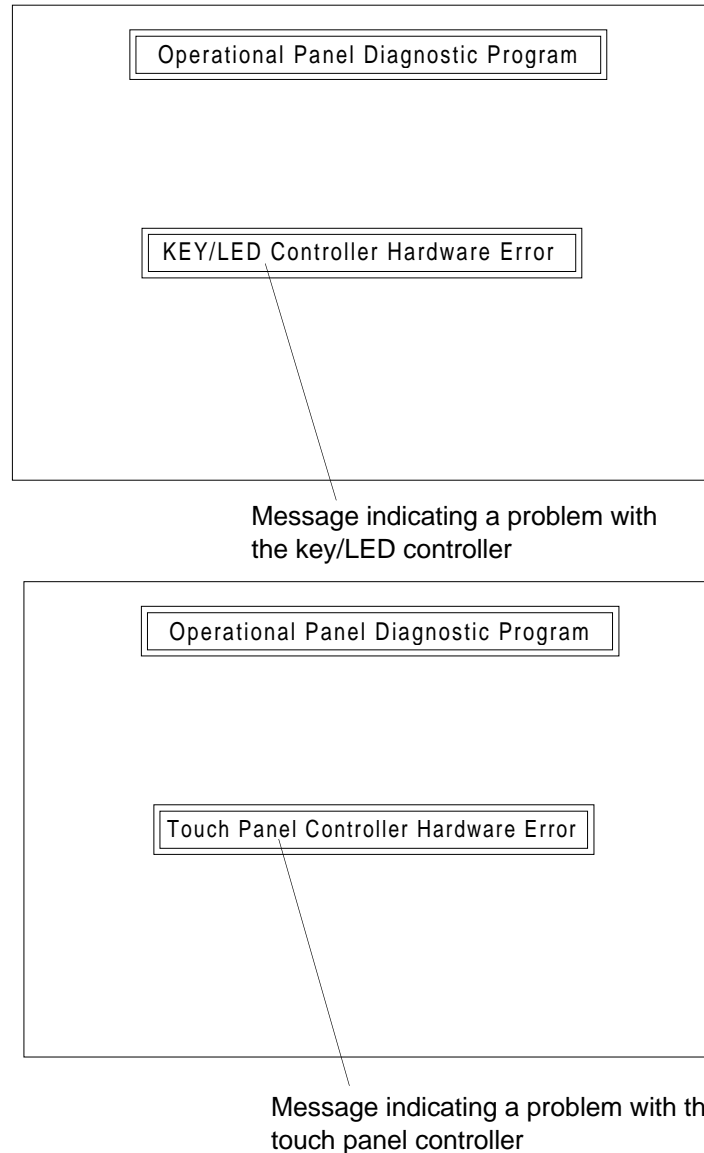 Operational Panel Diagnostic Program
KEY/LED Controller Hardware Error
Message indicating a problem with
the key/LED controller
Operational Panel Diagnostic Program
Touch Panel Controller Hardware Error
Message indicating a problem with th
touch panel controller